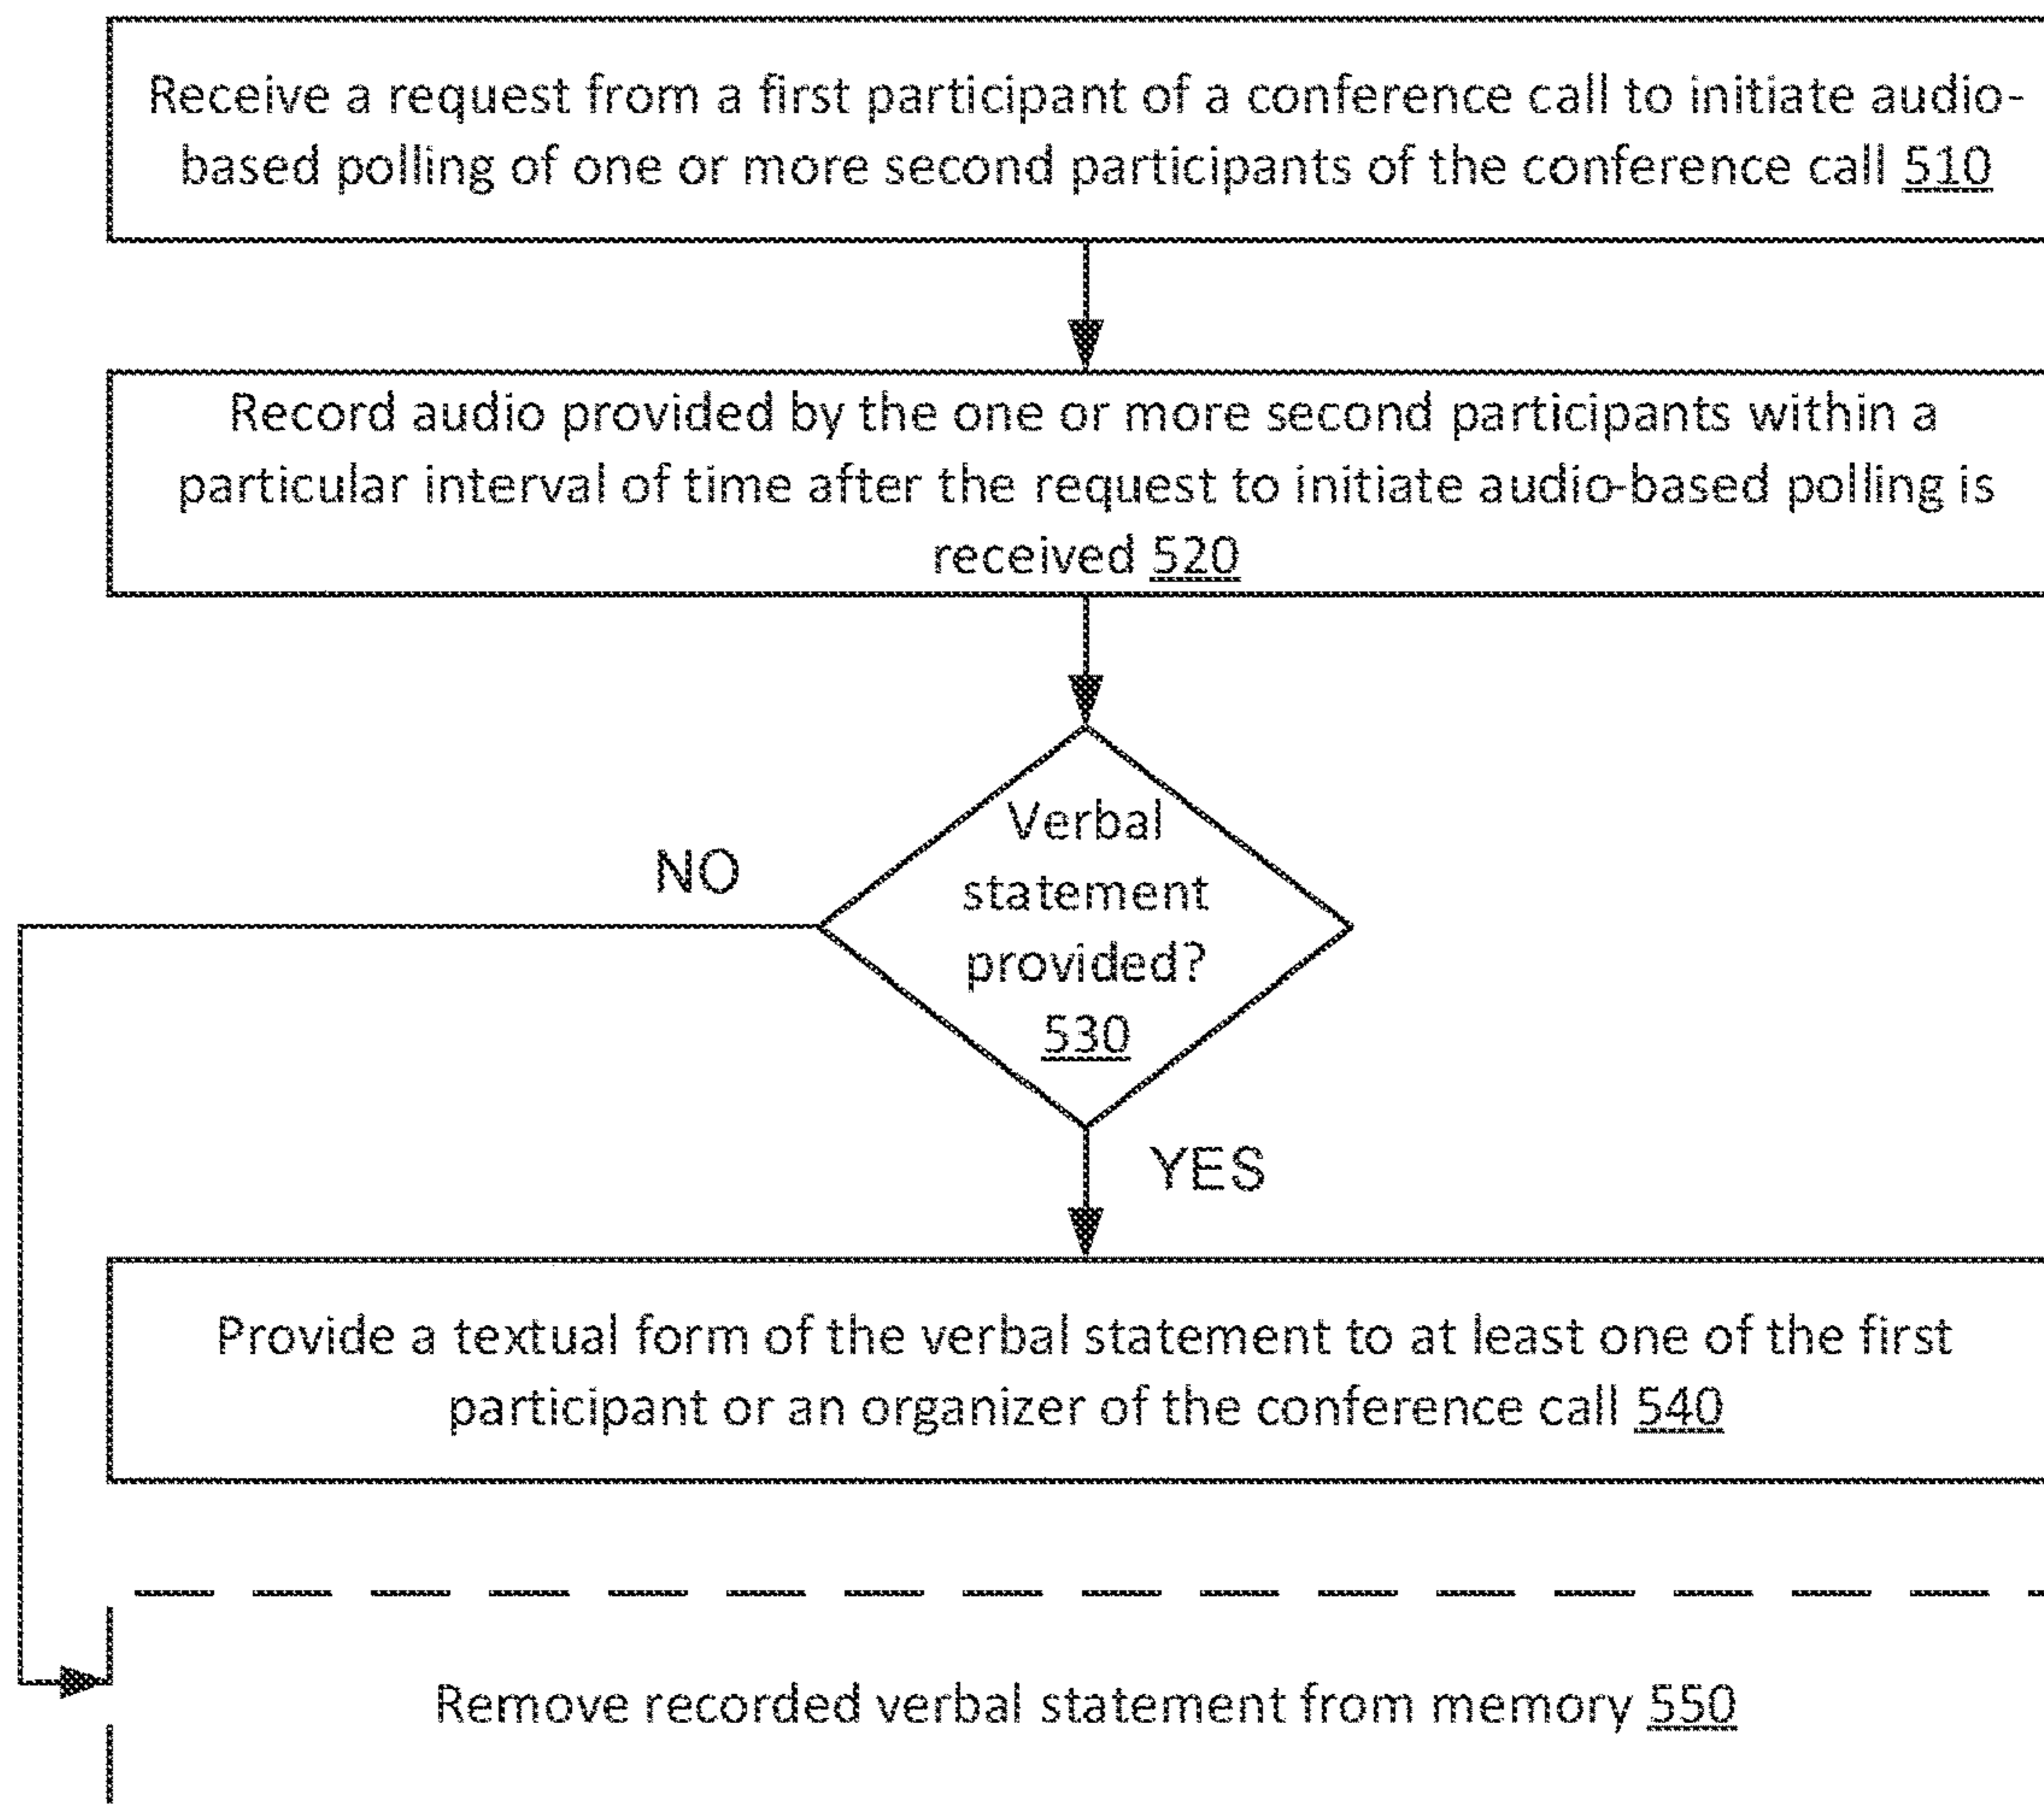 Receive a request from a first participant of a conference call to initiate audio-
based polling of one or more second participants of the conference call 510
Record audio provided by the one or more second participants within a
particular interval of time after the request to initiate audio-based polling is
received 520
Verbal
statement
provided?
530
NO
YES
Provide a textual form of the verbal statement to at least one of the first
participant or an organizer of the conference call 540
Remove recorded verbal statement from memory 550